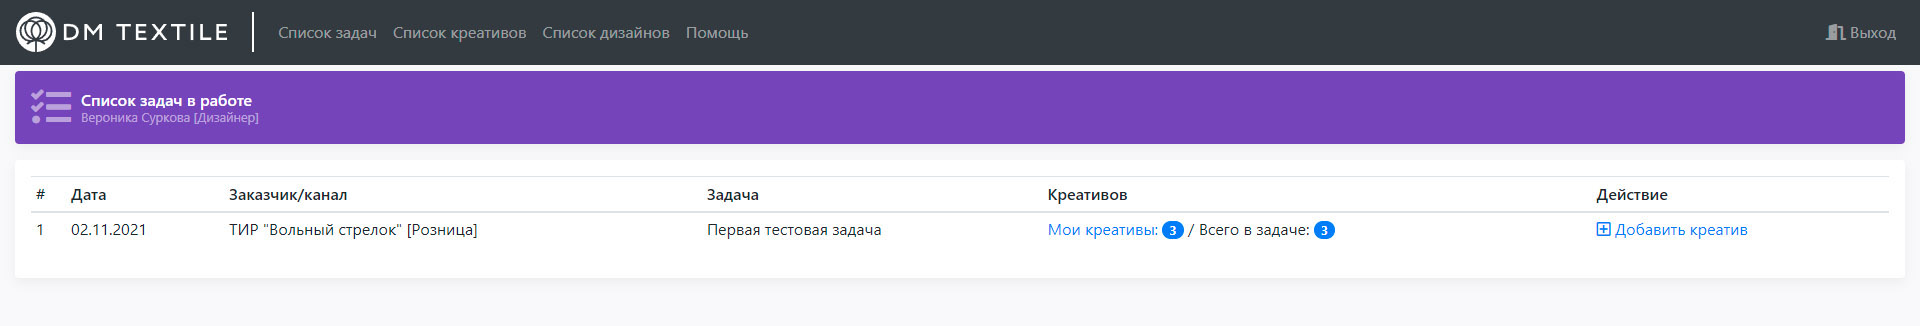 DM TEXTILE Список задач Список креативов Список дизайнов Помощь Выход
Список задач в работе
Вероника Суркова [Дизайнер]
# Дата Заказчик/канал Задача Креативов Действие
1 02.11.2021 ТИР "Вольный стрелок" [Розница] Первая тестовая задача Мои креативы: 3 / Всего в задаче: 3 Добавить креатив